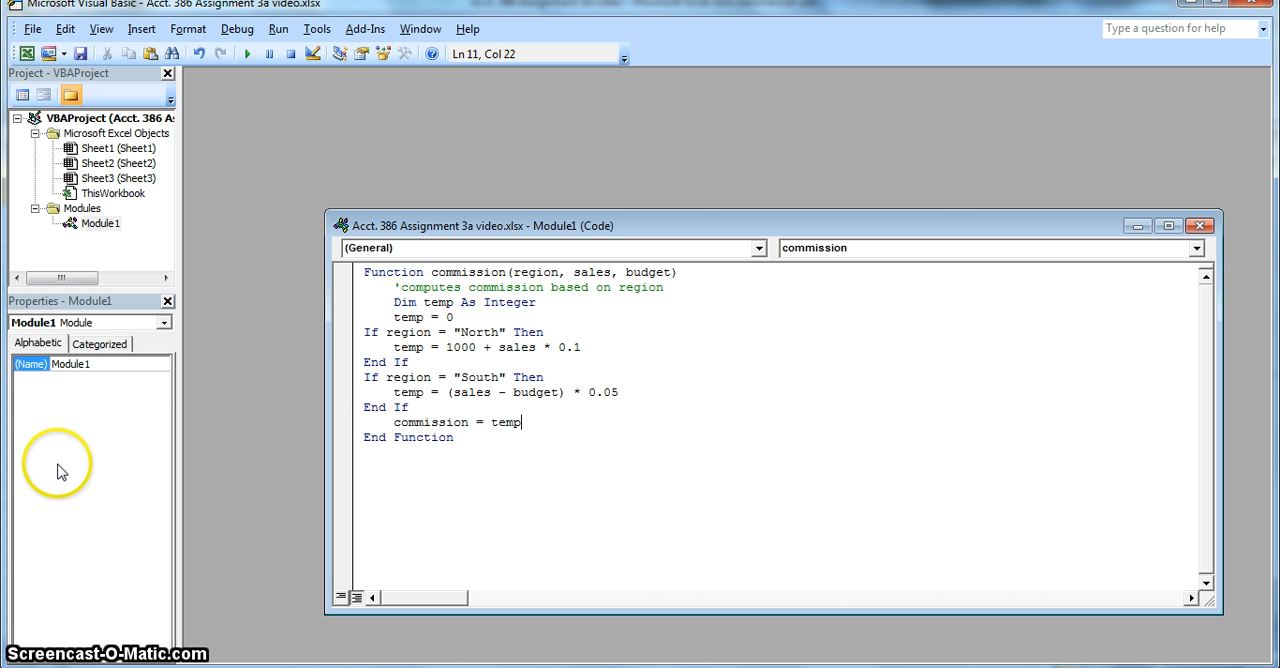 Microsoft Visual Basic - Acct. 386 Assignment 3a video.xlsx
File Edit View Insert Format Debug Run Tools Add-Ins Window Help
Type a question for help
Ln 11, Col 22
Project - VBAProject
VBAProject (Acct. 386 A
Microsoft Excel Objects
Sheet1 (Sheet1)
Sheet2 (Sheet2)
Sheet3 (Sheet3)
ThisWorkbook
Modules
Module1
Properties - Module1
Module1 Module
Alphabetic Categorized
(Name) Module1
Acct. 386 Assignment 3a video.xlsx - Module1 (Code)
(General) commission
Function commission(region, sales, budget)
'computes commission based on region
Dim temp As Integer
temp = 0
If region = "North" Then
temp = 1000 + sales * 0.1
End If
If region = "South" Then
temp = (sales - budget) * 0.05
End If
commission = temp
End Function
Screencast-O-Matic.com